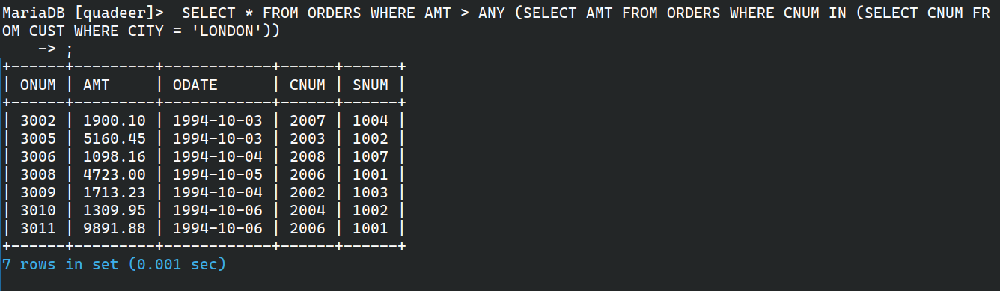 MariaDB [quadeer]>  SELECT * FROM ORDERS WHERE AMT > ANY (SELECT AMT FROM ORDERS WHERE CNUM IN (SELECT CNUM FR
OM CUST WHERE CITY = 'LONDON'))
    -> ;
+------+---------+------------+------+------+
| ONUM | AMT     | ODATE      | CNUM | SNUM |
+------+---------+------------+------+------+
| 3002 | 1900.10 | 1994-10-03 | 2007 | 1004 |
| 3005 | 5160.45 | 1994-10-03 | 2003 | 1002 |
| 3006 | 1098.16 | 1994-10-04 | 2008 | 1007 |
| 3008 | 4723.00 | 1994-10-05 | 2006 | 1001 |
| 3009 | 1713.23 | 1994-10-04 | 2002 | 1003 |
| 3010 | 1309.95 | 1994-10-06 | 2004 | 1002 |
| 3011 | 9891.88 | 1994-10-06 | 2006 | 1001 |
+------+---------+------------+------+------+
7 rows in set (0.001 sec)